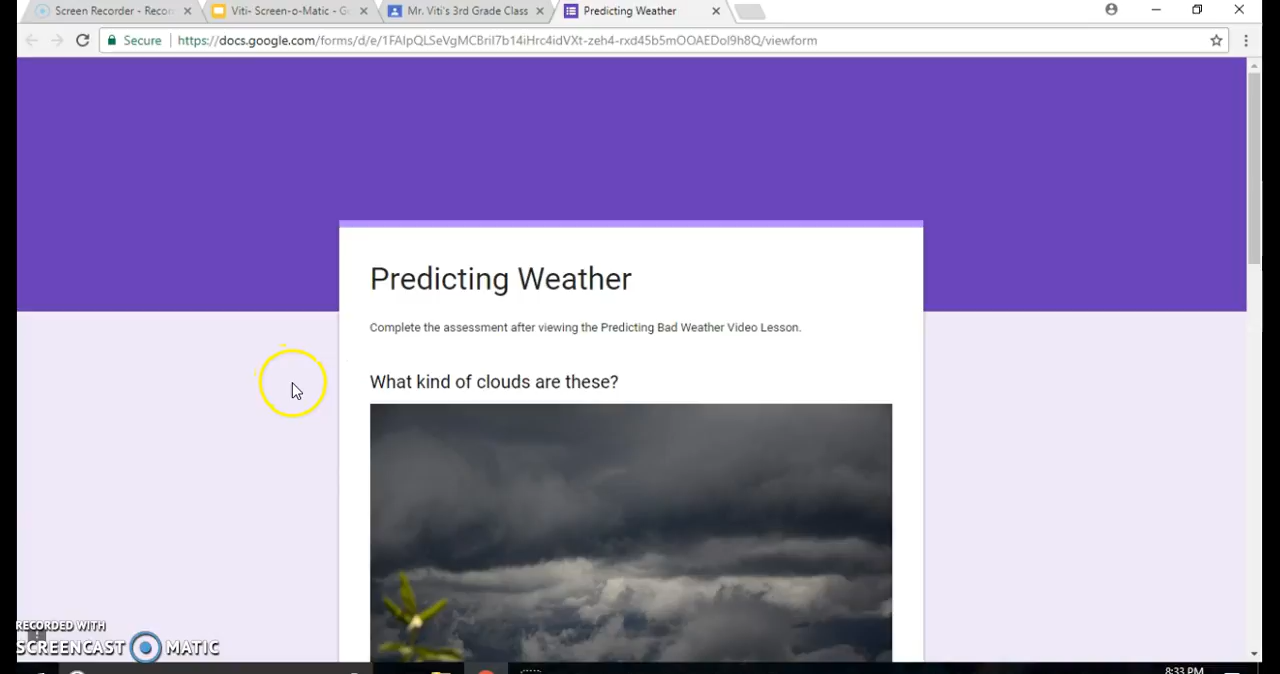 Screen Recorder - Recor
Viti- Screen-o-Matic - G
Mr. Viti's 3rd Grade Class
Predicting Weather
Secure
https://docs.google.com/forms/d/e/1FAIpQLSeVgMCBriI7b14iHrc4idVXt-zeh4-rxd45b5mOOAEDoI9h8Q/viewform
Predicting Weather
Complete the assessment after viewing the Predicting Bad Weather Video Lesson.
What kind of clouds are these?
RECORDED WITH
SCREENCAST MATIC
8:33 PM